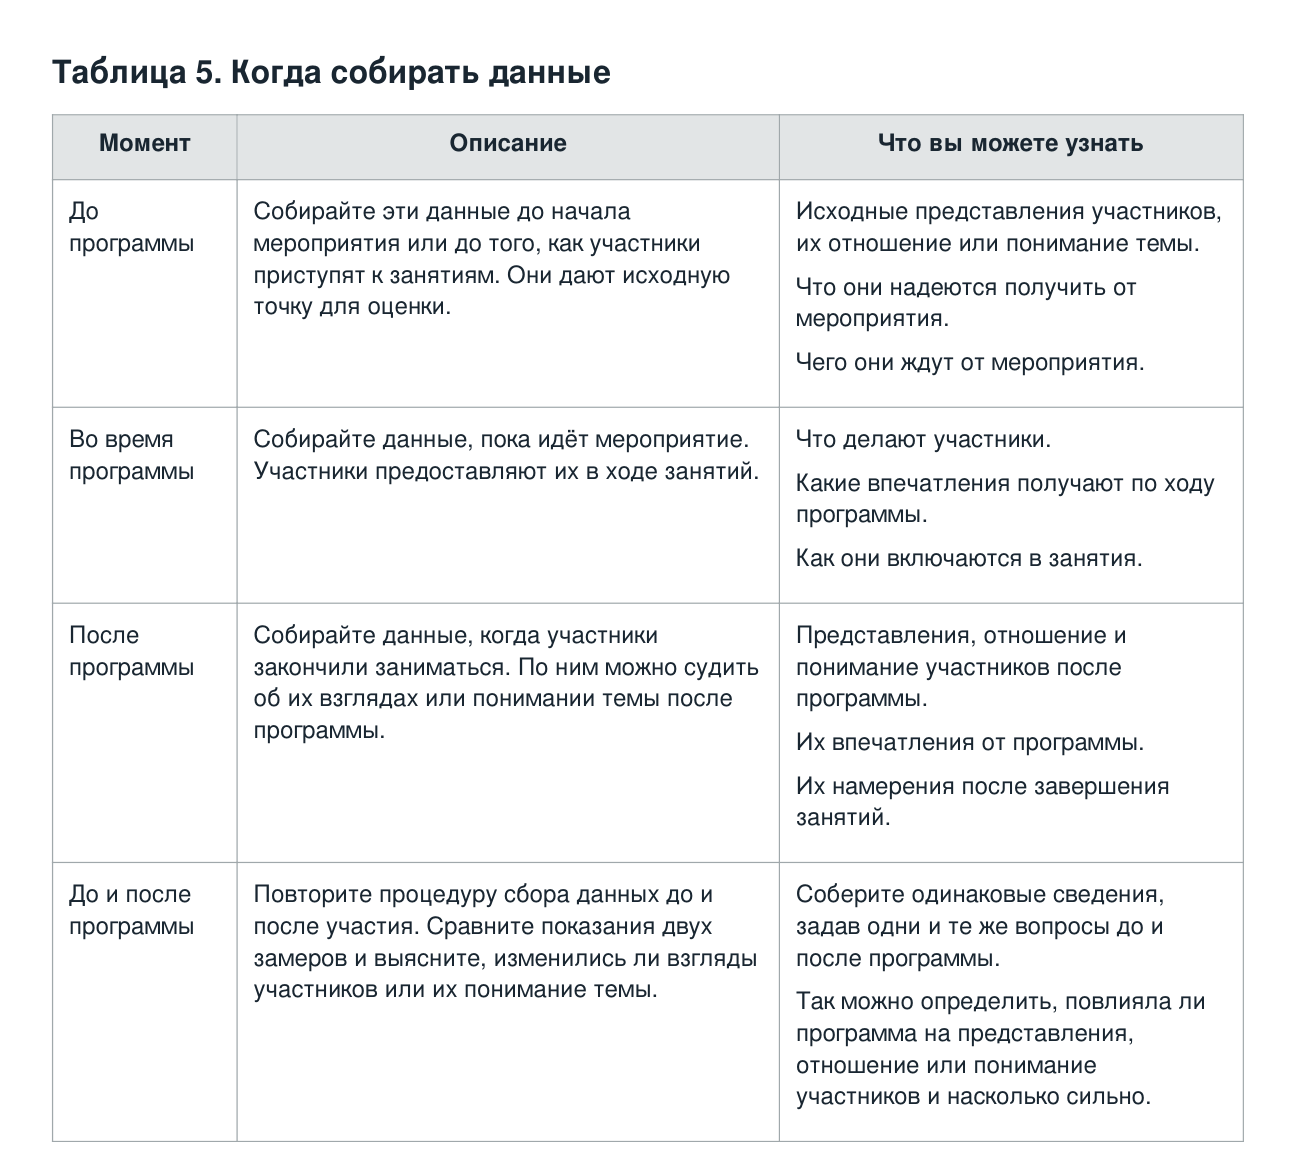 Таблица 5. Когда собирать данные
Момент
Описание
Что вы можете узнать
До
программы
Собирайте эти данные до начала
мероприятия или до того, как участники
приступят к занятиям. Они дают исходную
точку для оценки.
Исходные представления участников,
их отношение или понимание темы.
Что они надеются получить от
мероприятия.
Чего они ждут от мероприятия.
Во время
программы
Собирайте данные, пока идёт мероприятие.
Участники предоставляют их в ходе занятий.
Что делают участники.
Какие впечатления получают по ходу
программы.
Как они включаются в занятия.
После
программы
Собирайте данные, когда участники
закончили заниматься. По ним можно судить
об их взглядах или понимании темы после
программы.
Представления, отношение и
понимание участников после
программы.
Их впечатления от программы.
Их намерения после завершения
занятий.
До и после
программы
Повторите процедуру сбора данных до и
после участия. Сравните показания двух
замеров и выясните, изменились ли взгляды
участников или их понимание темы.
Соберите одинаковые сведения,
задав одни и те же вопросы до и
после программы.
Так можно определить, повлияла ли
программа на представления,
отношение или понимание
участников и насколько сильно.